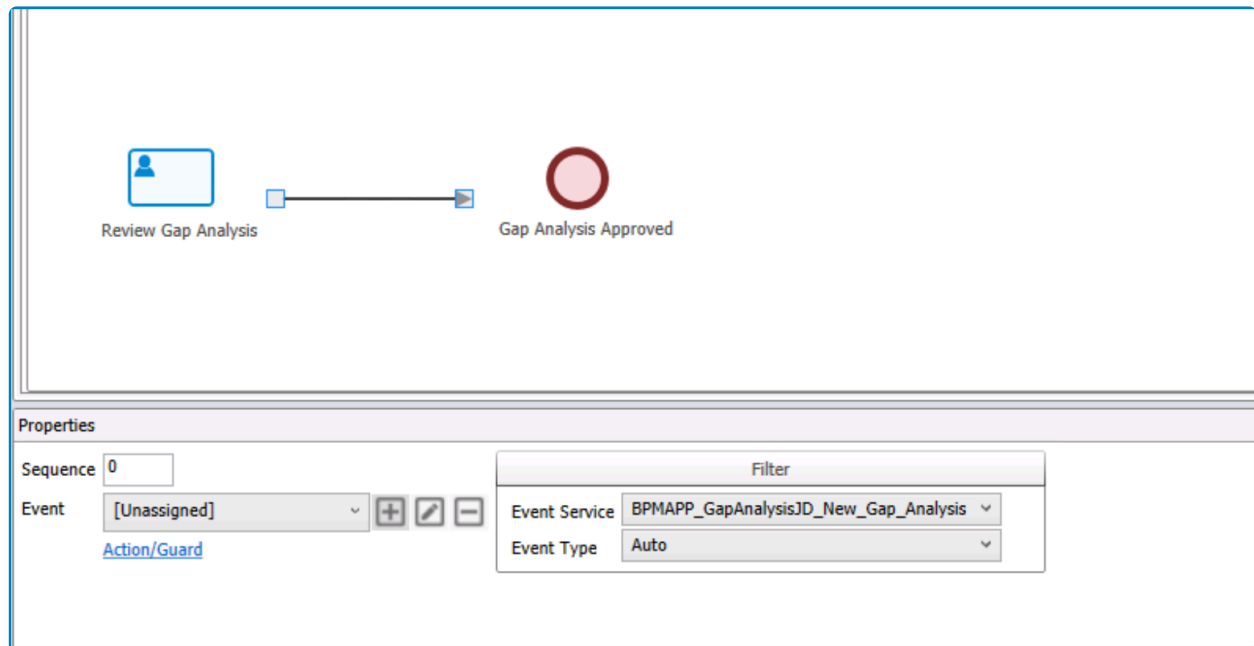 Review Gap Analysis
Gap Analysis Approved
Properties
Sequence 0
Filter
Event [Unassigned]
Event Service BPMAPP_GapAnalysisJD_New_Gap_Analysis
Action/Guard
Event Type Auto